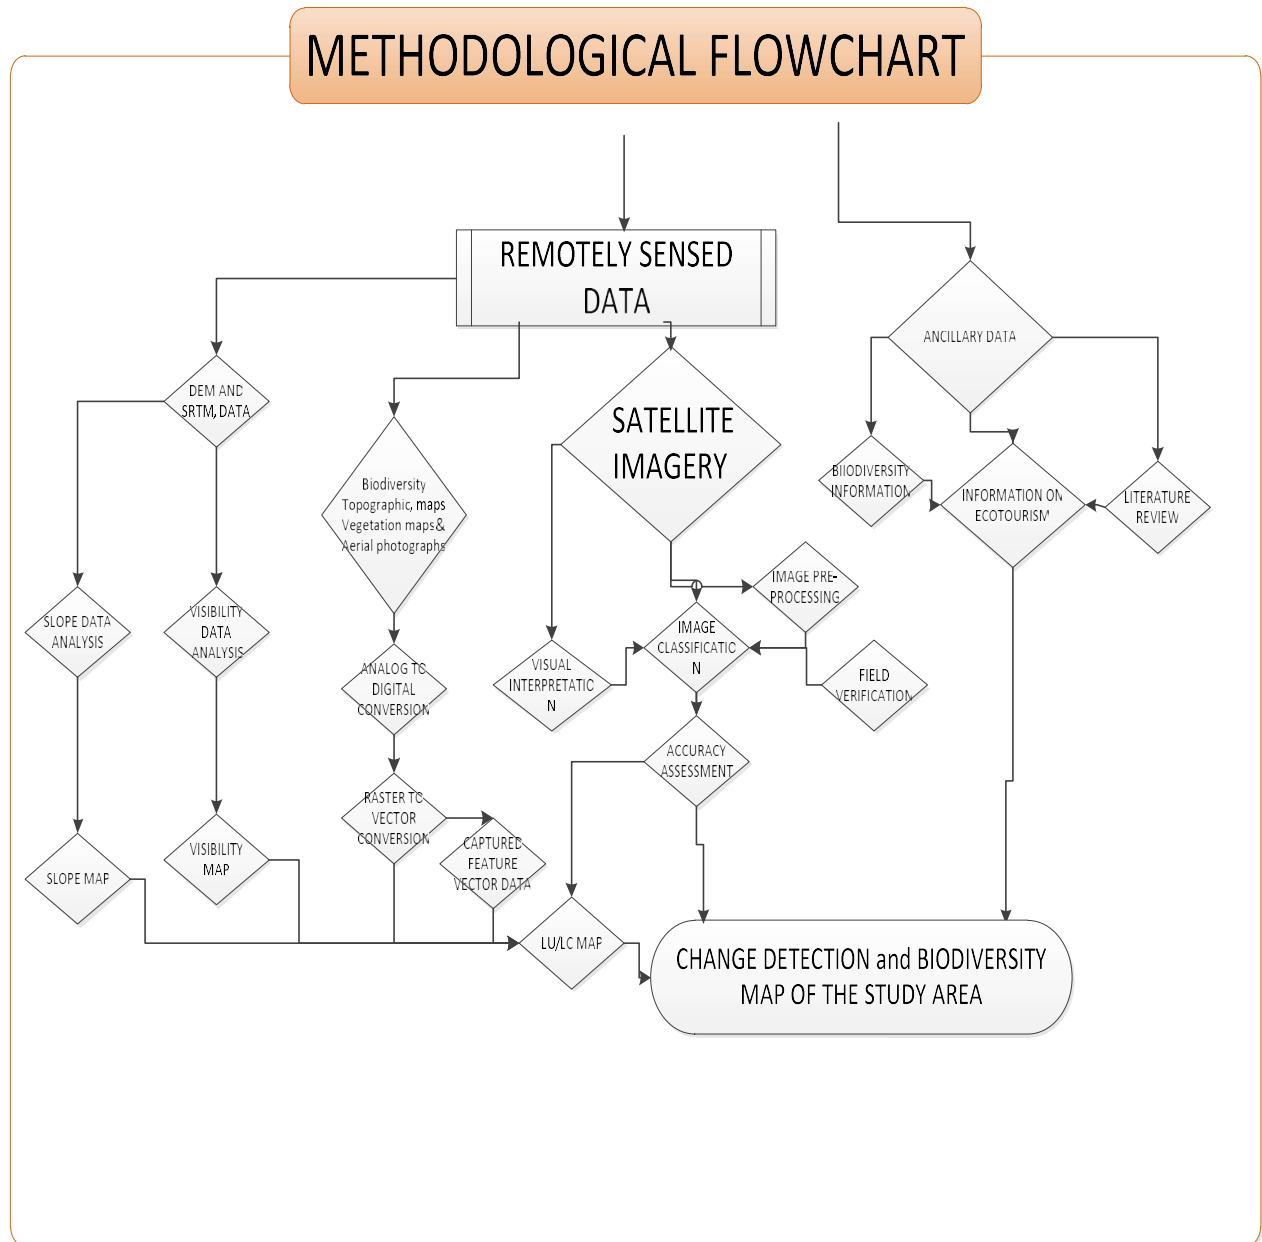 METHODOLOGICAL FLOWCHART
REMOTELY SENSED
DATA
ANCILLARY DATA
DEM AND
SRTM, DATA
SATELLITE
IMAGERY
Biodiversity
Topographic, maps
Vegetation maps&
Aerial photographs
BIIODIVERSITY
INFORMATION
INFORMATION ON
ECOTOURISM
LITERATURE
REVIEW
IMAGE PRE-
PROCESSING
SLOPE DATA
ANALYSIS
VISIBILITY
DATA
ANALYSIS
ANALOG TO
DIGITAL
CONVERSION
VISUAL
INTERPRETATIO
N
IMAGE
CLASSIFICATIO
N
FIELD
VERIFICATION
ACCURACY
ASSESSMENT
RASTER TO
VECTOR
CONVERSION
CAPTURED
FEATURE
VECTOR DATA
SLOPE MAP
VISIBILITY
MAP
LU/LC MAP
CHANGE DETECTION and BIODIVERSITY
MAP OF THE STUDY AREA